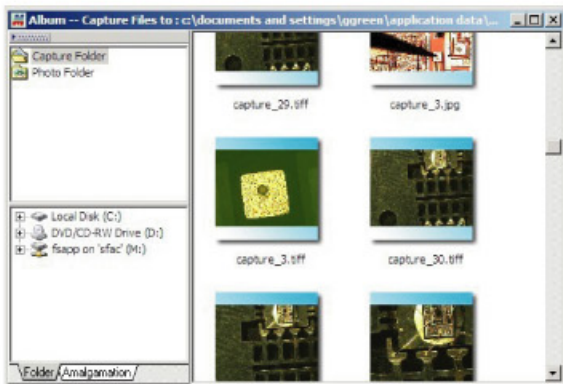 Album -- Capture Files to : c:\documents and settings\ggreen\application data\...
Capture Folder
Photo Folder
Local Disk (C:)
DVD/CD-RW Drive (D:)
fsapp on 'sfac' (M:)
Folder
Amalgamation
capture_29.tiff
capture_3.jpg
capture_3.tiff
capture_30.tiff